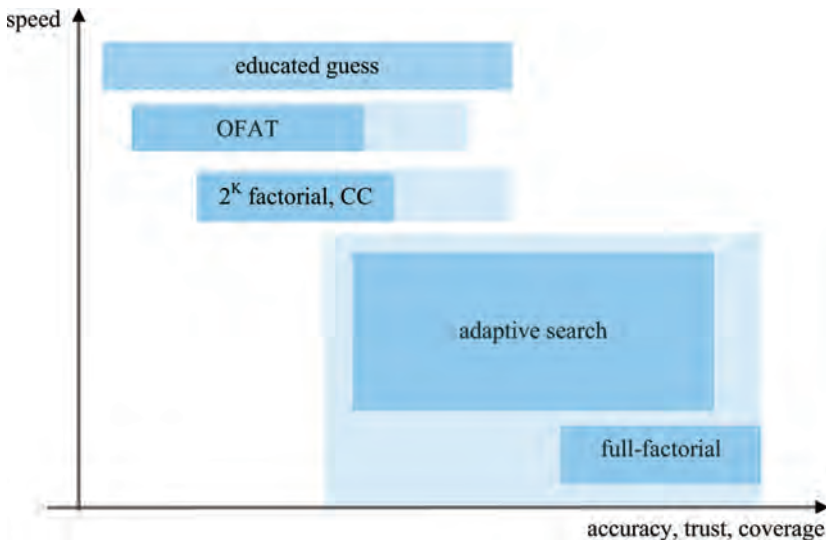 speed
educated guess
OFAT
2ᴷ factorial, CC
adaptive search
full-factorial
accuracy, trust, coverage